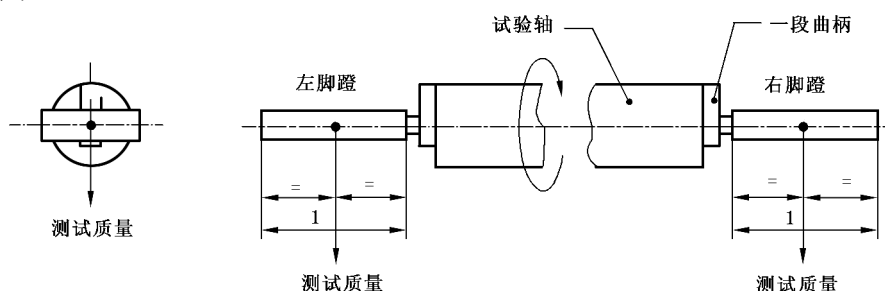 试验轴
一段曲柄
左脚蹬
右脚蹬
= =
= =
1
1
测试质量
测试质量
测试质量